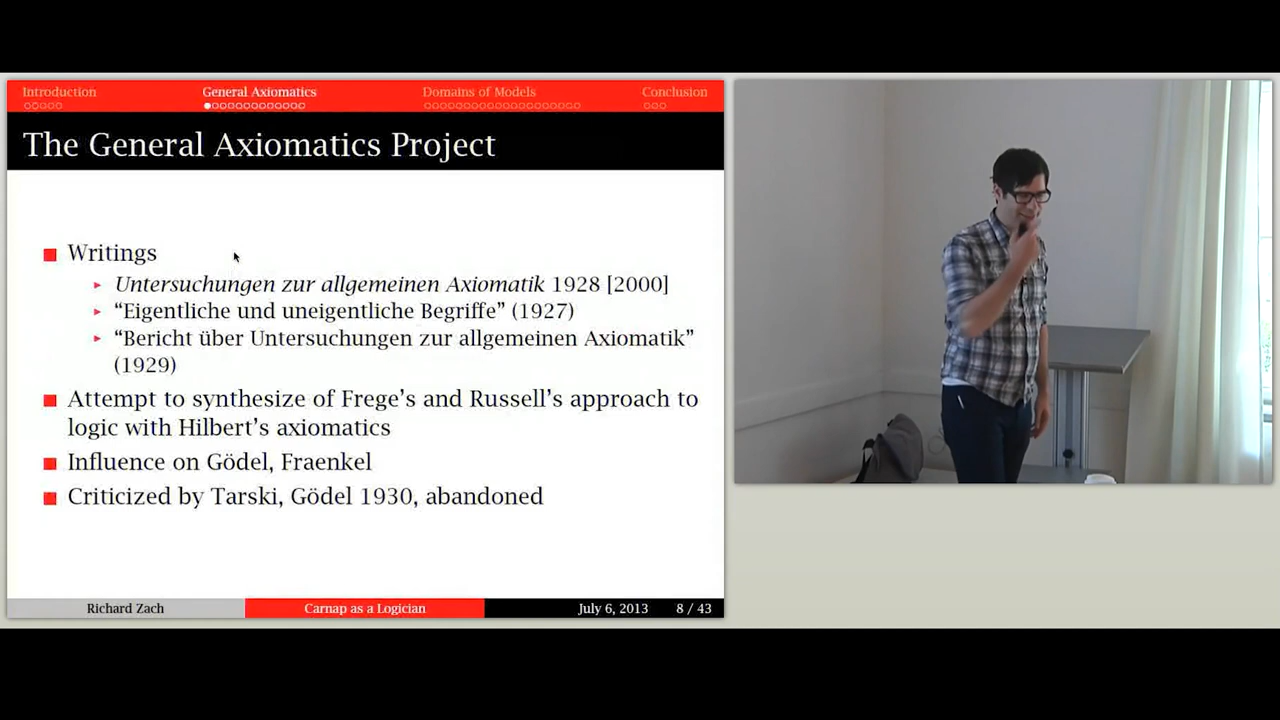 Introduction General Axiomatics Domains of Models Conclusion
The General Axiomatics Project
Writings
Untersuchungen zur allgemeinen Axiomatik 1928 [2000]
“Eigentliche und uneigentliche Begriffe” (1927)
“Bericht über Untersuchungen zur allgemeinen Axiomatik”
(1929)
Attempt to synthesize of Frege’s and Russell’s approach to
logic with Hilbert’s axiomatics
Influence on Gödel, Fraenkel
Criticized by Tarski, Gödel 1930, abandoned
Richard Zach Carnap as a Logician July 6, 2013 8 / 43